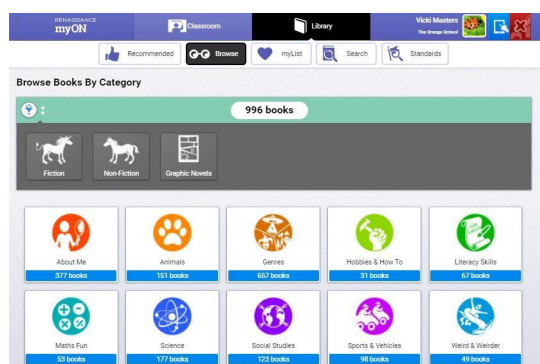 RENAISSANCE
myON
Classroom
Library
Vicki Masters
The Grange School
Recommended
Browse
myList
Search
Standards
Browse Books By Category
996 books
Fiction
Non-Fiction
Graphic Novels
About Me
377 books
Animals
151 books
Genres
657 books
Hobbies & How To
31 books
Literacy Skills
67 books
Maths Fun
53 books
Science
177 books
Social Studies
123 books
Sports & Vehicles
98 books
Weird & Weirder
49 books